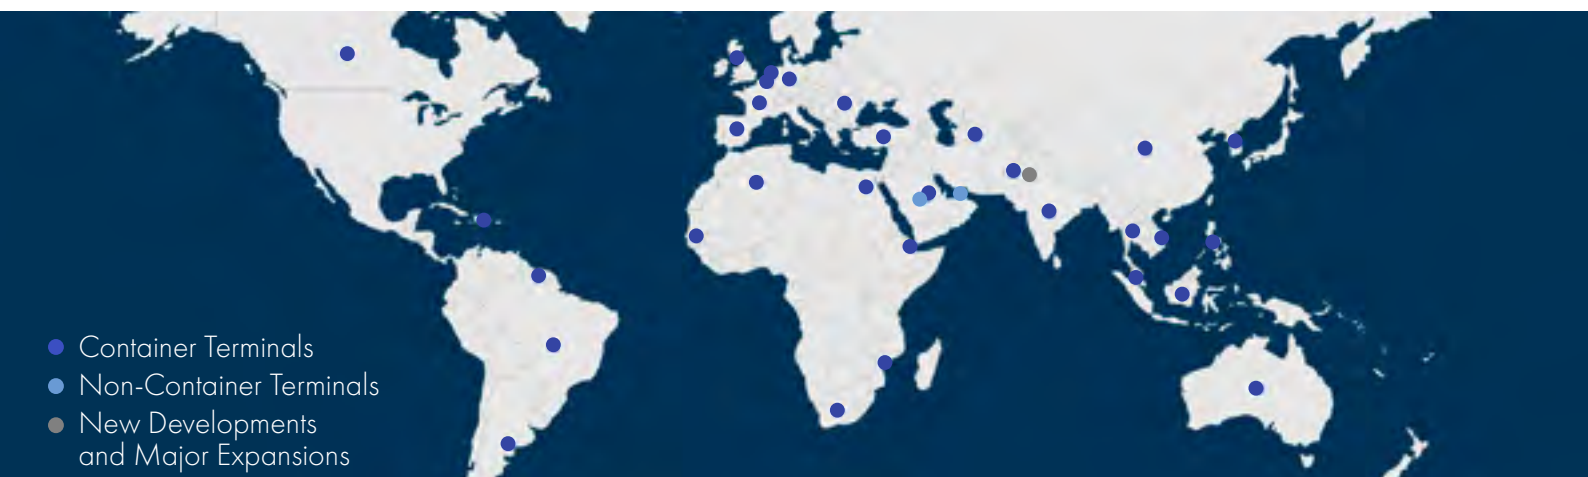 Container Terminals
Non-Container Terminals
New Developments
and Major Expansions